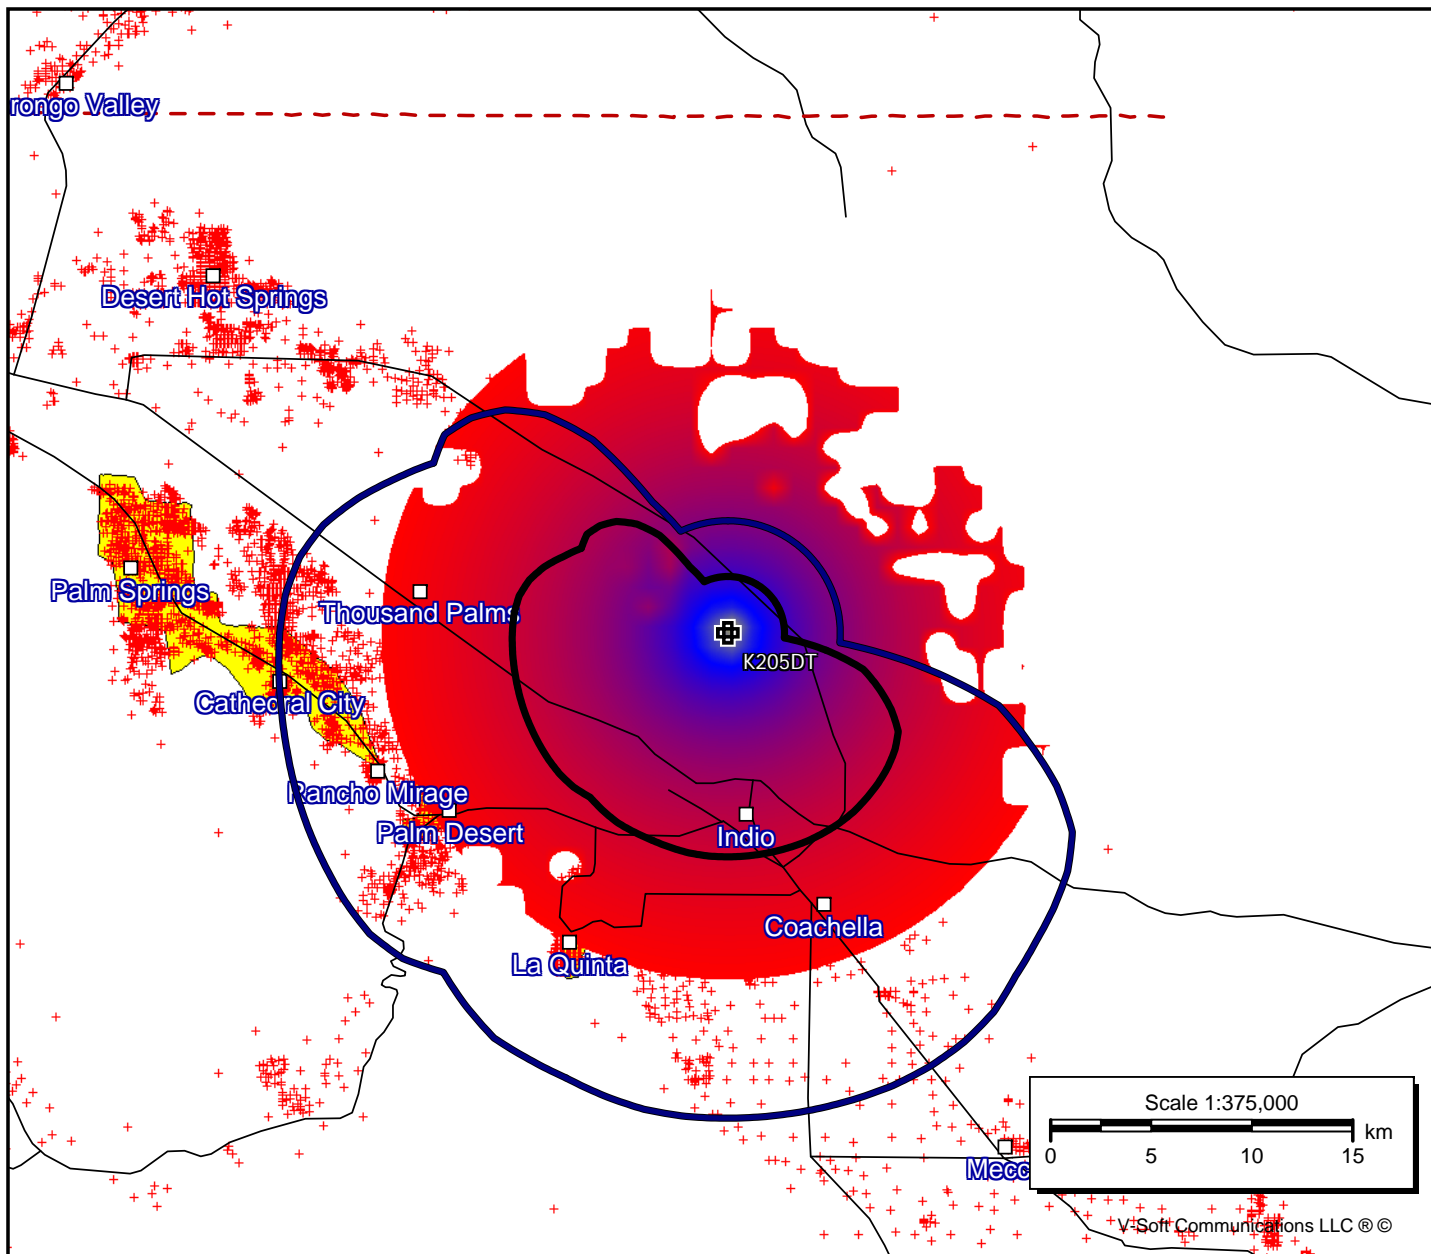 rongo Valley
Desert Hot Springs
Palm Springs
Thousand Palms
K205DT
Cathedral City
Rancho Mirage
Palm Desert
Indio
Coachella
La Quinta
Mecc
Scale 1:375,000
km
0 5 10 15
V-Soft Communications LLC ® ©